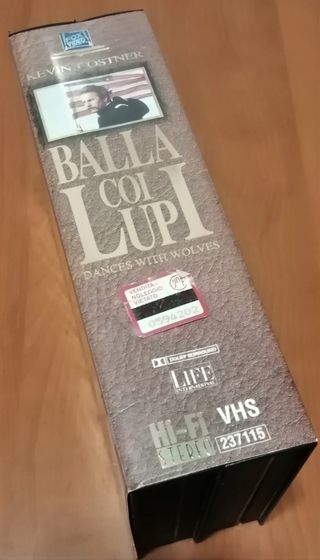 FOX
VIDEO
KEVIN COSTNER
BALLA
COI
LUPI
DANCES WITH WOLVES
VENDITA
NOLEGGIO
VIETATO
0594202
DOLBY SURROUND
LIFE
INTERNATIONAL
Hi-Fi
STEREO
VHS
237115